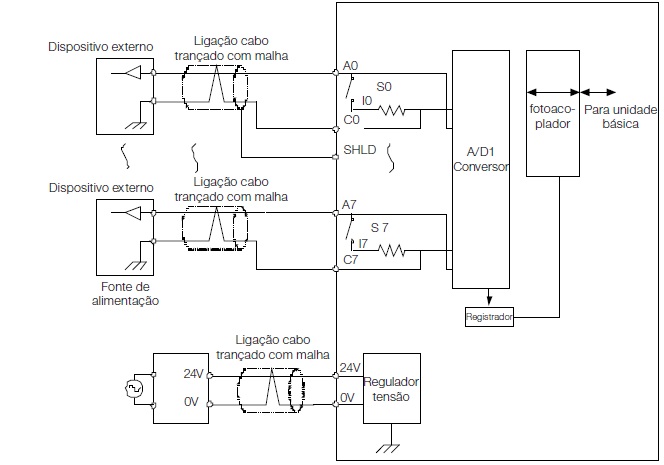 Dispositivo externo
Ligação cabo
trançado com malha
A0
S0
I0
C0
SHLD
A/D1
Conversor
fotoaco-
plador
Para unidade
básica
Dispositivo externo
Ligação cabo
trançado com malha
A7
S 7
I7
C7
Fonte de
alimentação
Registrador
Ligação cabo
trançado com malha
24V
0V
24V
0V
Regulador
tensão